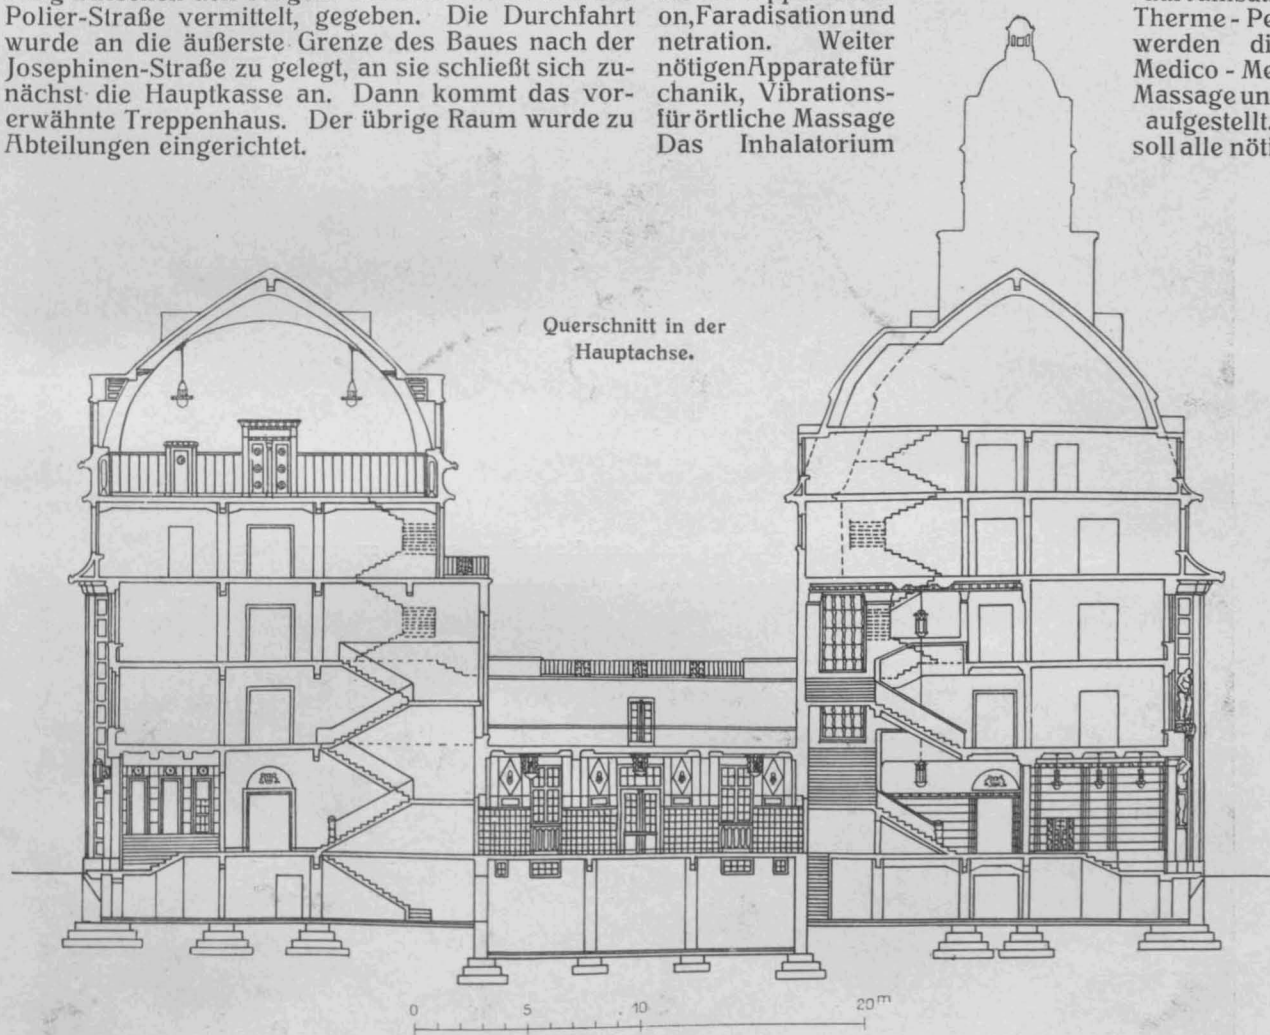 Polier-Straße vermittelt, gegeben. Die Durchfahrt
wurde an die äußerste Grenze des Baues nach der
Josephinen-Straße zu gelegt, an sie schließt sich zu-
nächst die Hauptkasse an. Dann kommt das vor-
erwähnte Treppenhaus. Der übrige Raum wurde zu
Abteilungen eingerichtet.
on, Faradisation und
netration. Weiter
nötigen Apparate für
chanik, Vibrations-
für örtliche Massage
Das Inhalatorium
Therme - Pe
werden di
Medico - Me
Massage un
aufgestellt.
soll alle nöti
Querschnitt in der
Hauptachse.
0 5 10 20m